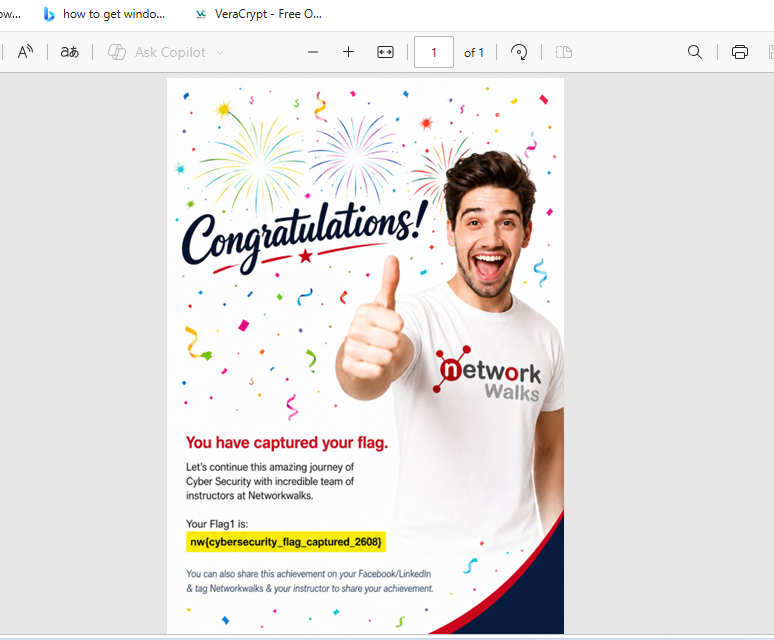 how to get windo...
VeraCrypt - Free O...
Ask Copilot
1 of 1
Congratulations!
network
Walks
You have captured your flag.
Let's continue this amazing journey of
Cyber Security with incredible team of
instructors at Networkwalks.
Your Flag1 is:
nw{cybersecurity_flag_captured_2608}
You can also share this achievement on your Facebook/LinkedIn
& tag Networkwalks & your instructor to share your achievement.